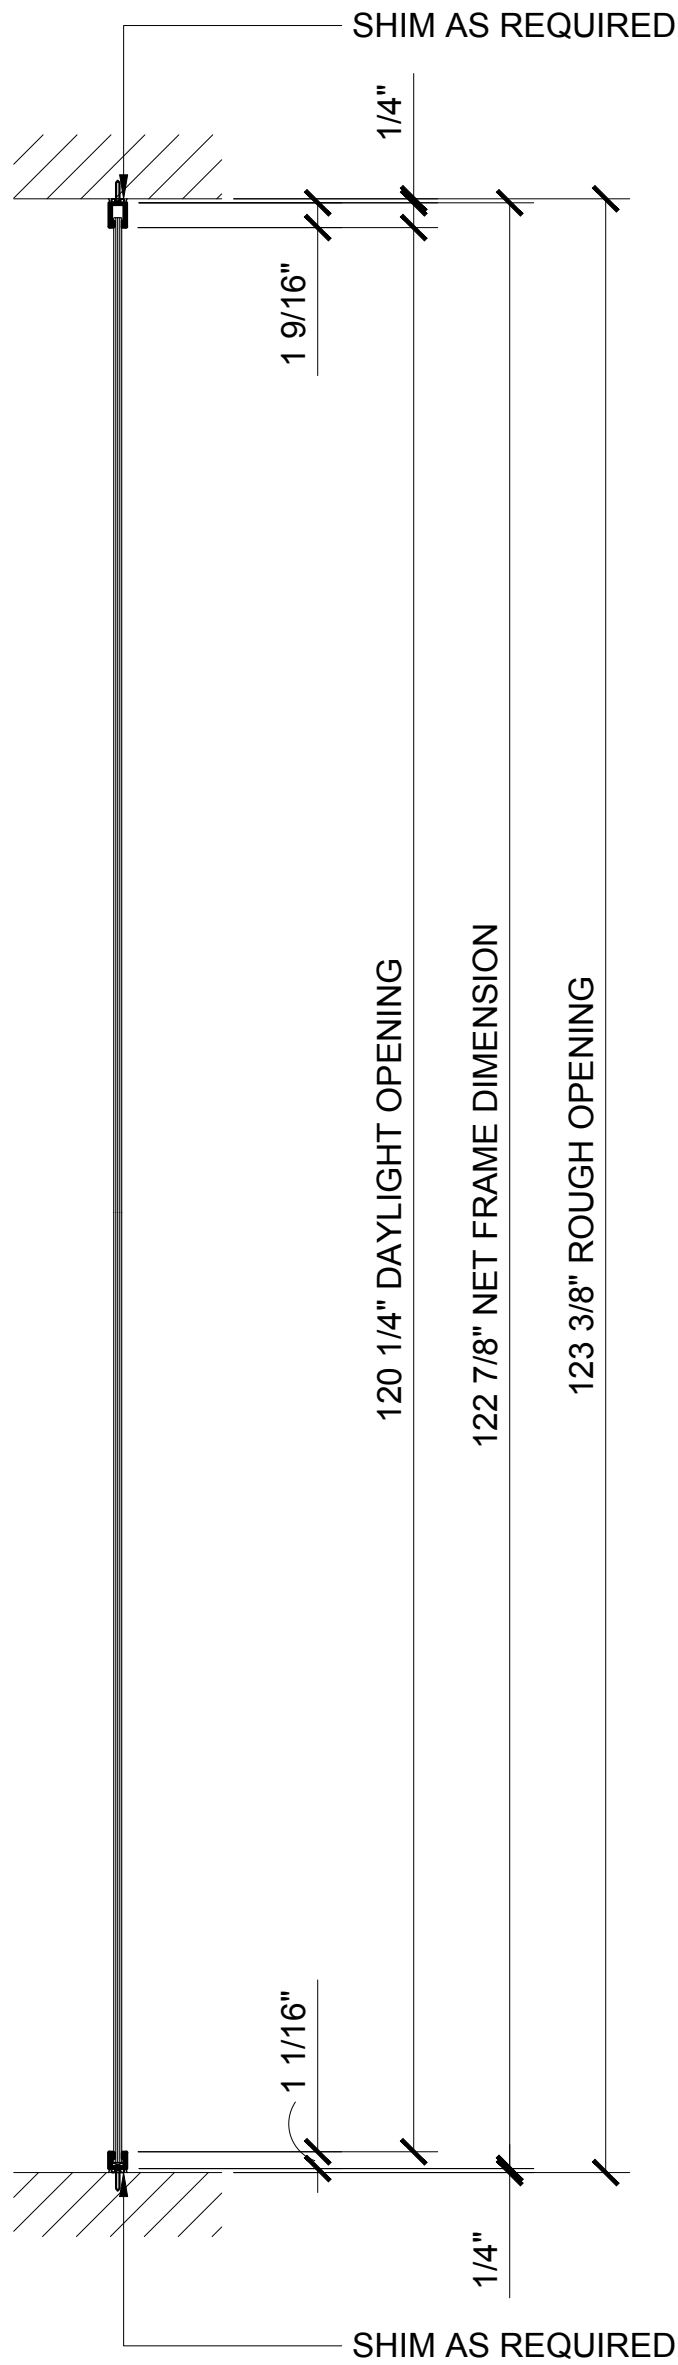 SHIM AS REQUIRED
1/4"
1 9/16"
120 1/4" DAYLIGHT OPENING
122 7/8" NET FRAME DIMENSION
123 3/8" ROUGH OPENING
1 1/16"
1/4"
SHIM AS REQUIRED